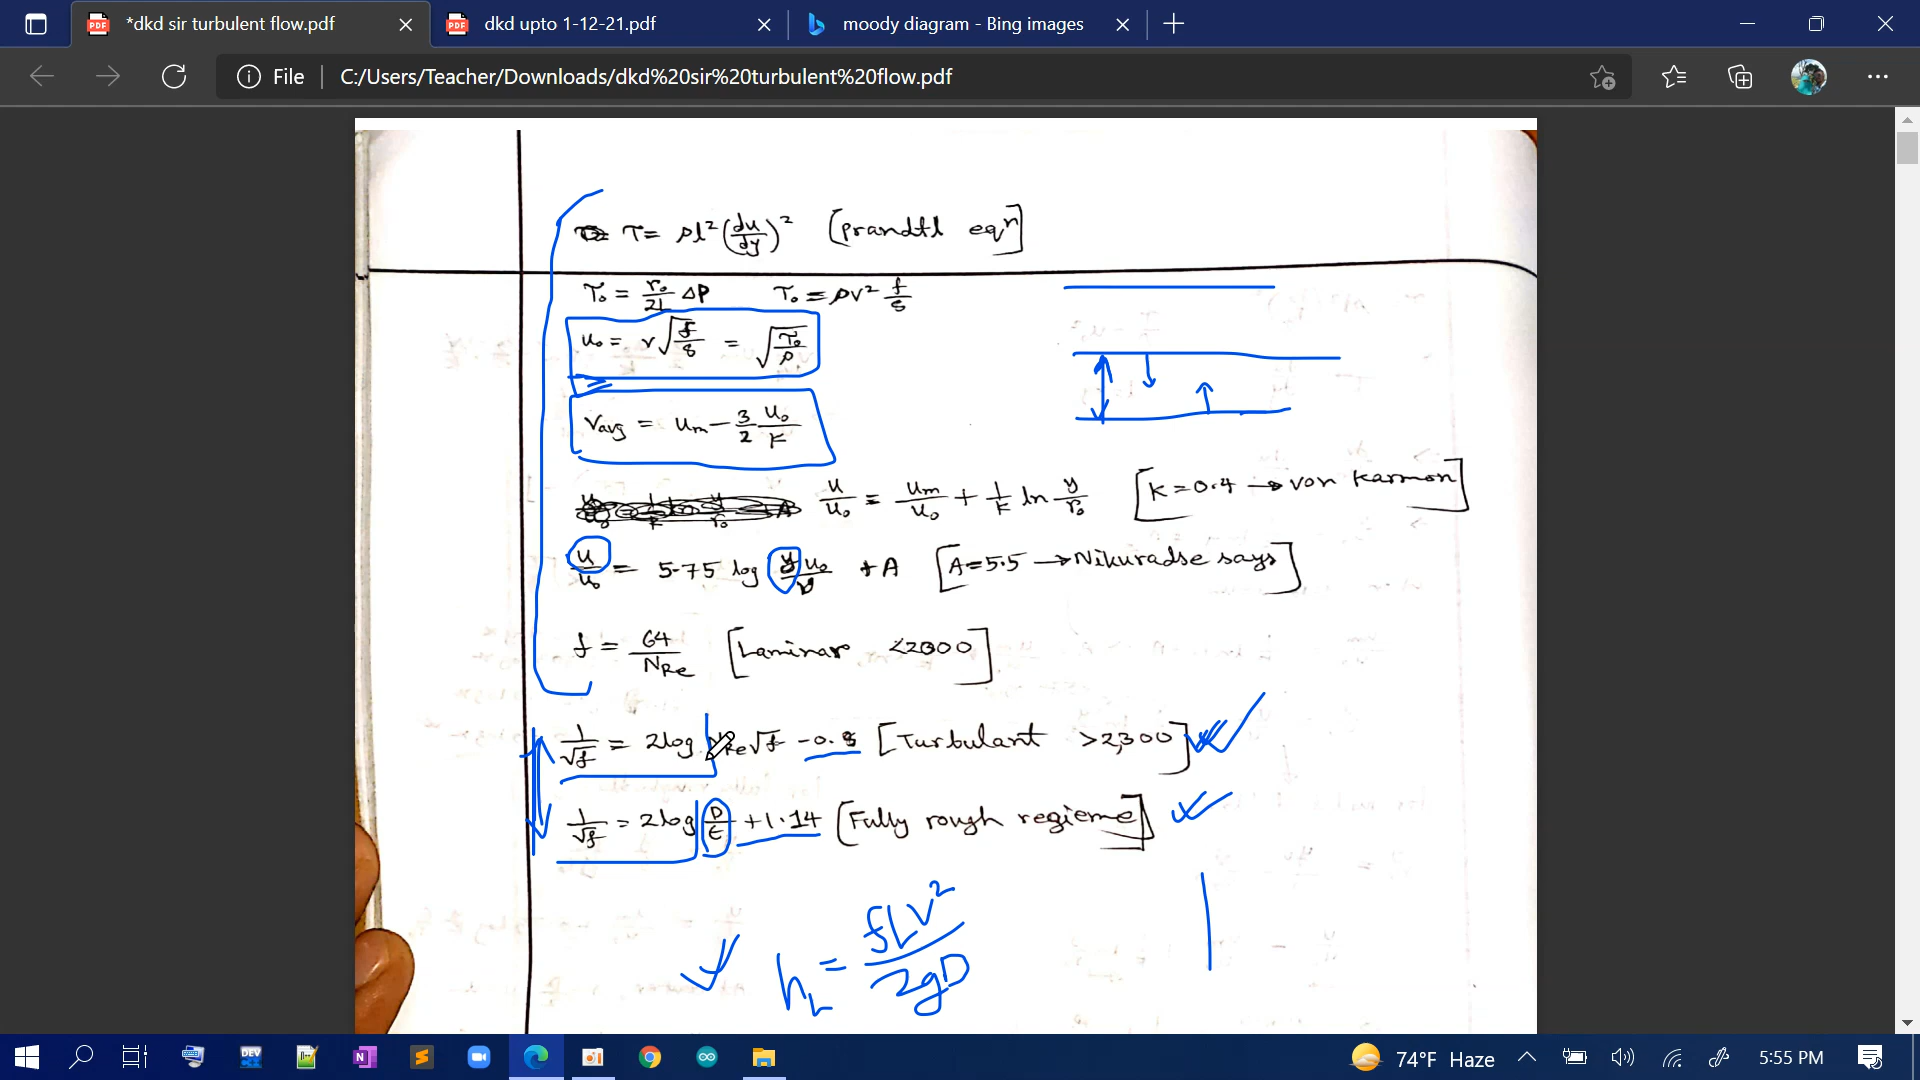 *dkd sir turbulent flow.pdf
dkd upto 1-12-21.pdf
moody diagram - Bing images
File
C:/Users/Teacher/Downloads/dkd%20sir%20turbulent%20flow.pdf
τ = ρl² (du/dy)² [prandtl eqⁿ]
τ₀ = r₀/2L ΔP τ₀ = ρv² f/8
u₀ = v√(f/8) = √(τ₀/ρ)
Vavg = um - 3/2 u₀/k
u/u₀ = um/u₀ + 1/k ln y/r₀ [k = 0.4 → von Karmon]
u/u₀ = 5.75 log yu₀/ν + A [A = 5.5 → Nikuradse says]
f = 64/NRe [Laminar <2300]
1/√f = 2log NRe√f - 0.8 [Turbulant >2,300]
1/√f = 2log D/ε + 1.14 [Fully rough regieme]
hL = fLV²/2gD
DEV
74°F Haze
5:55 PM